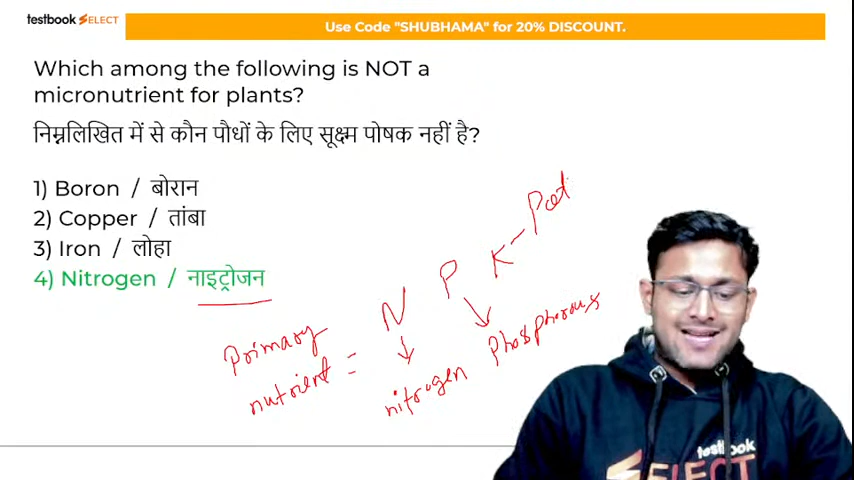 testbook SELECT
Use Code "SHUBHAMA" for 20% DISCOUNT.
Which among the following is NOT a
micronutrient for plants?
निम्नलिखित में से कौन पौधों के लिए सूक्ष्म पोषक नहीं है?
1) Boron / बोरान
2) Copper / तांबा
3) Iron / लोहा
4) Nitrogen / नाइट्रोजन
Primary
nutrient =
N P K - Pot
nitrogen Phosphorous
testbook
SELECT